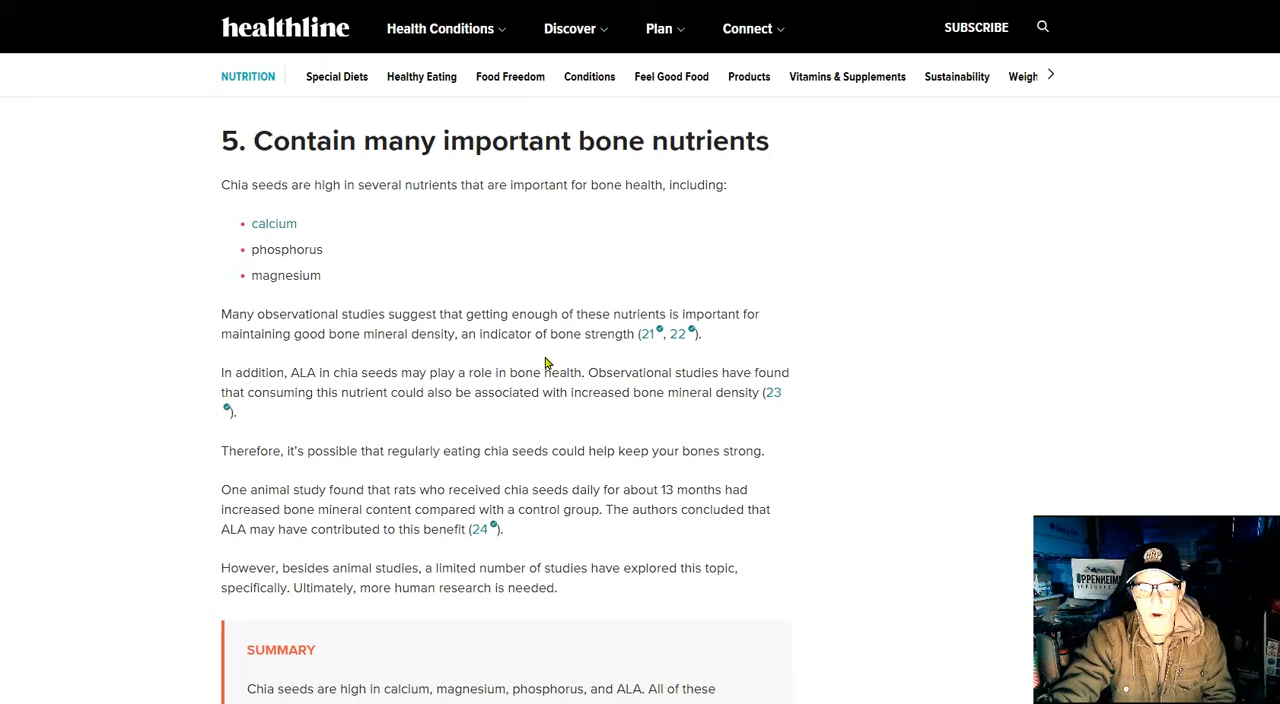 healthline Health Conditions Discover Plan Connect SUBSCRIBE
NUTRITION Special Diets Healthy Eating Food Freedom Conditions Feel Good Food Products Vitamins & Supplements Sustainability Weigh
5. Contain many important bone nutrients
Chia seeds are high in several nutrients that are important for bone health, including:
• calcium
• phosphorus
• magnesium
Many observational studies suggest that getting enough of these nutrients is important for
maintaining good bone mineral density, an indicator of bone strength (21, 22).
In addition, ALA in chia seeds may play a role in bone health. Observational studies have found
that consuming this nutrient could also be associated with increased bone mineral density (23
).
Therefore, it's possible that regularly eating chia seeds could help keep your bones strong.
One animal study found that rats who received chia seeds daily for about 13 months had
increased bone mineral content compared with a control group. The authors concluded that
ALA may have contributed to this benefit (24).
However, besides animal studies, a limited number of studies have explored this topic,
specifically. Ultimately, more human research is needed.
SUMMARY
Chia seeds are high in calcium, magnesium, phosphorus, and ALA. All of these